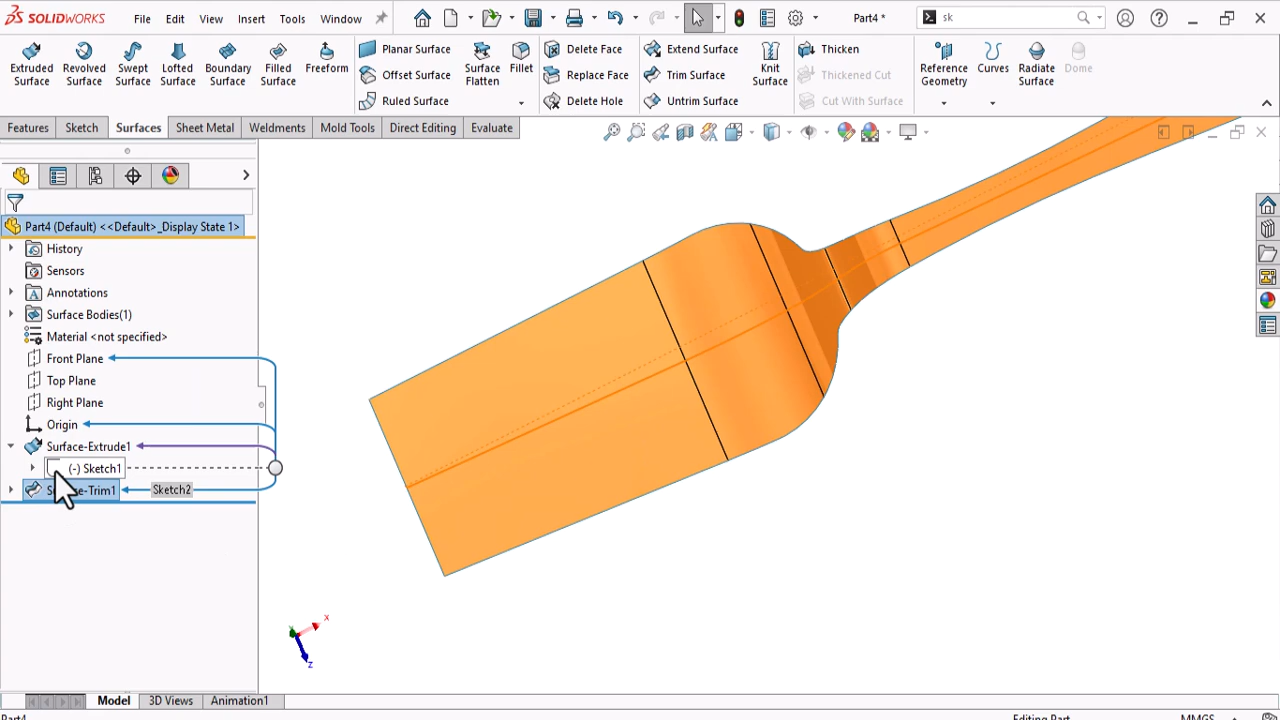 SOLIDWORKS File Edit View Insert Tools Window Part4 * sk
Extruded Surface
Revolved Surface
Swept Surface
Lofted Surface
Boundary Surface
Filled Surface
Freeform
Planar Surface
Offset Surface
Ruled Surface
Surface Flatten
Fillet
Delete Face
Replace Face
Delete Hole
Extend Surface
Trim Surface
Untrim Surface
Knit Surface
Thicken
Thickened Cut
Cut With Surface
Reference Geometry
Curves
Radiate Surface
Dome
Features Sketch Surfaces Sheet Metal Weldments Mold Tools Direct Editing Evaluate
Part4 (Default) <<Default>_Display State 1>
History
Sensors
Annotations
Surface Bodies(1)
Material <not specified>
Front Plane
Top Plane
Right Plane
Origin
Surface-Extrude1
(-) Sketch1
-Trim1 Sketch2
x
z
Model 3D Views Animation1